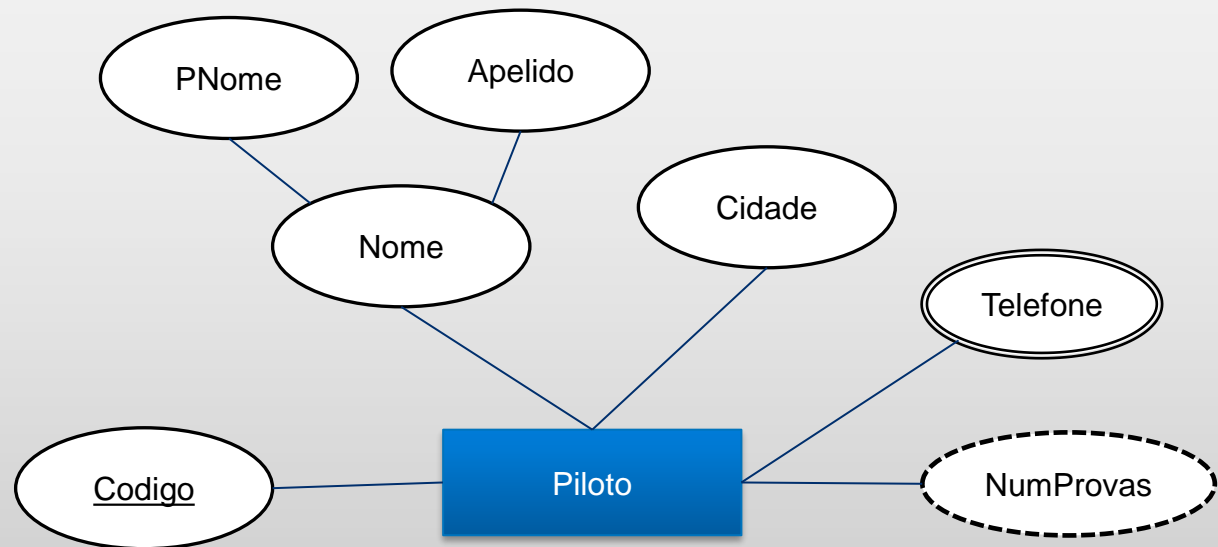 PNome
Apelido
Nome
Cidade
Telefone
Codigo
Piloto
NumProvas